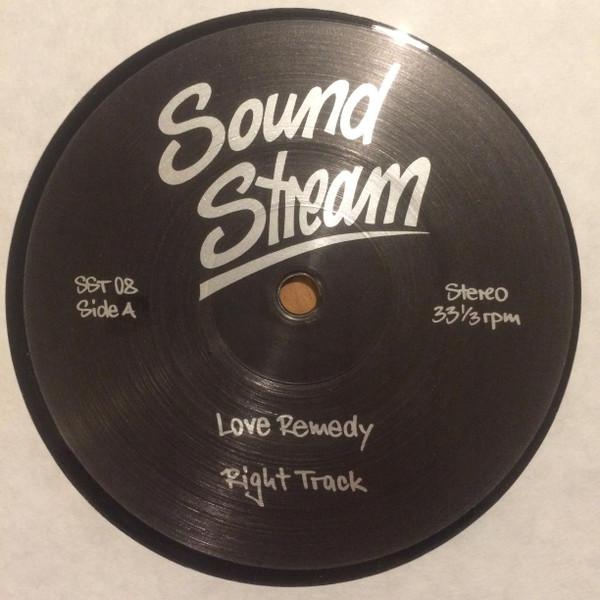 Sound
Stream
SST 08
Side A
Stereo
33⅓ rpm
Love Remedy
Right Track